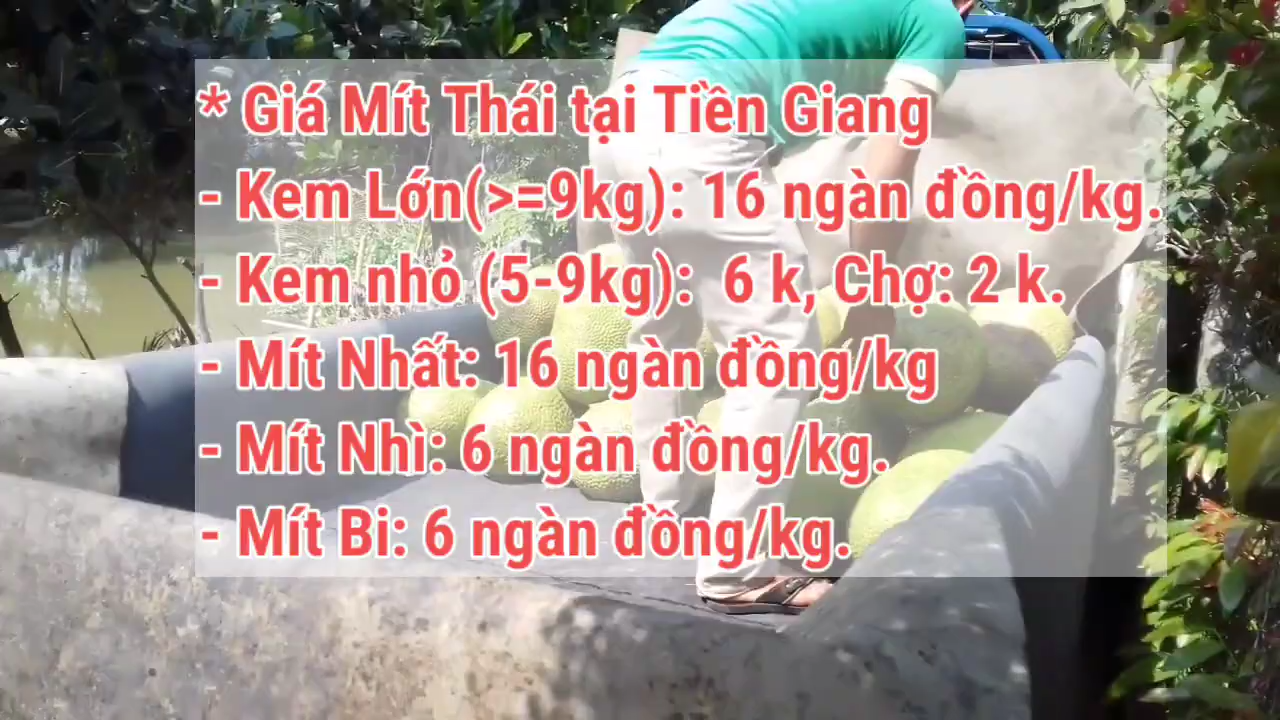 * Giá Mít Thái tại Tiền Giang
- Kem Lớn(>=9kg): 16 ngàn đồng/kg.
- Kem nhỏ (5-9kg):  6 k, Chợ: 2 k.
- Mít Nhất: 16 ngàn đồng/kg
- Mít Nhì: 6 ngàn đồng/kg.
- Mít Bi: 6 ngàn đồng/kg.